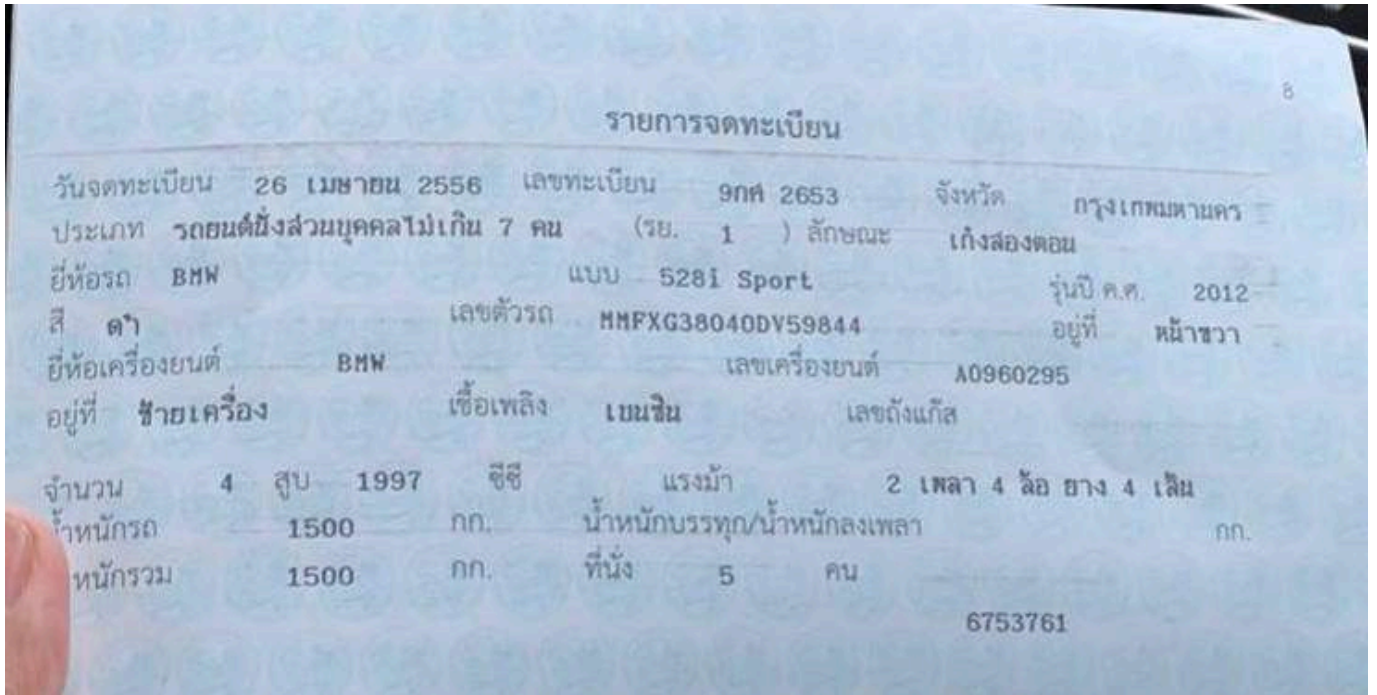 8
รายการจดทะเบียน
วันจดทะเบียน 26 เมษายน 2556 เลขทะเบียน 9กศ 2653 จังหวัด กรุงเทพมหานคร
ประเภท รถยนต์นั่งส่วนบุคคลไม่เกิน 7 คน (รย. 1 ) ลักษณะ เก๋งสองตอน
ยี่ห้อรถ BMW แบบ 528i Sport รุ่นปี ค.ศ. 2012
สี ดำ เลขตัวรถ MMFXG38040DV59844 อยู่ที่ หน้าขวา
ยี่ห้อเครื่องยนต์ BMW เลขเครื่องยนต์ A0960295
อยู่ที่ ซ้ายเครื่อง เชื้อเพลิง เบนซิน เลขถังแก๊ส
จำนวน 4 สูบ 1997 ซีซี แรงม้า 2 เพลา 4 ล้อ ยาง 4 เส้น
น้ำหนักรถ 1500 กก. น้ำหนักบรรทุก/น้ำหนักลงเพลา กก.
หนักรวม 1500 กก. ที่นั่ง 5 คน
6753761